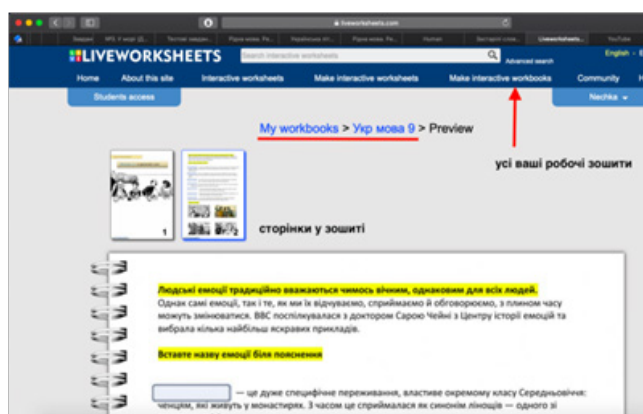 liveworksheets.com
LIVEWORKSHEETS
Search interactive worksheets
Advanced search
English
Home About this site Interactive worksheets Make interactive worksheets Make interactive workbooks Community
Students access
Nechka
My workbooks > Укр мова 9 > Preview
усі ваші робочі зошити
1
2
сторінки у зошиті
Людські емоції традиційно вважаються чимось вічним, однаковим для всіх людей.
Однак самі емоції, так і те, як ми їх відчуваємо, сприймаємо й обговорюємо, з плином часу
можуть змінюватися. BBC поспілкувалася з доктором Сарою Чейні з Центру історії емоцій та
вибрала кілька найбільш яскравих прикладів.
Вставте назву емоції біля пояснення
— це дуже специфічне переживання, властиве окремому класу Середньовіччя:
ченцям, які живуть у монастирях. З часом це сприймалася як синонім лінощів — одного зі